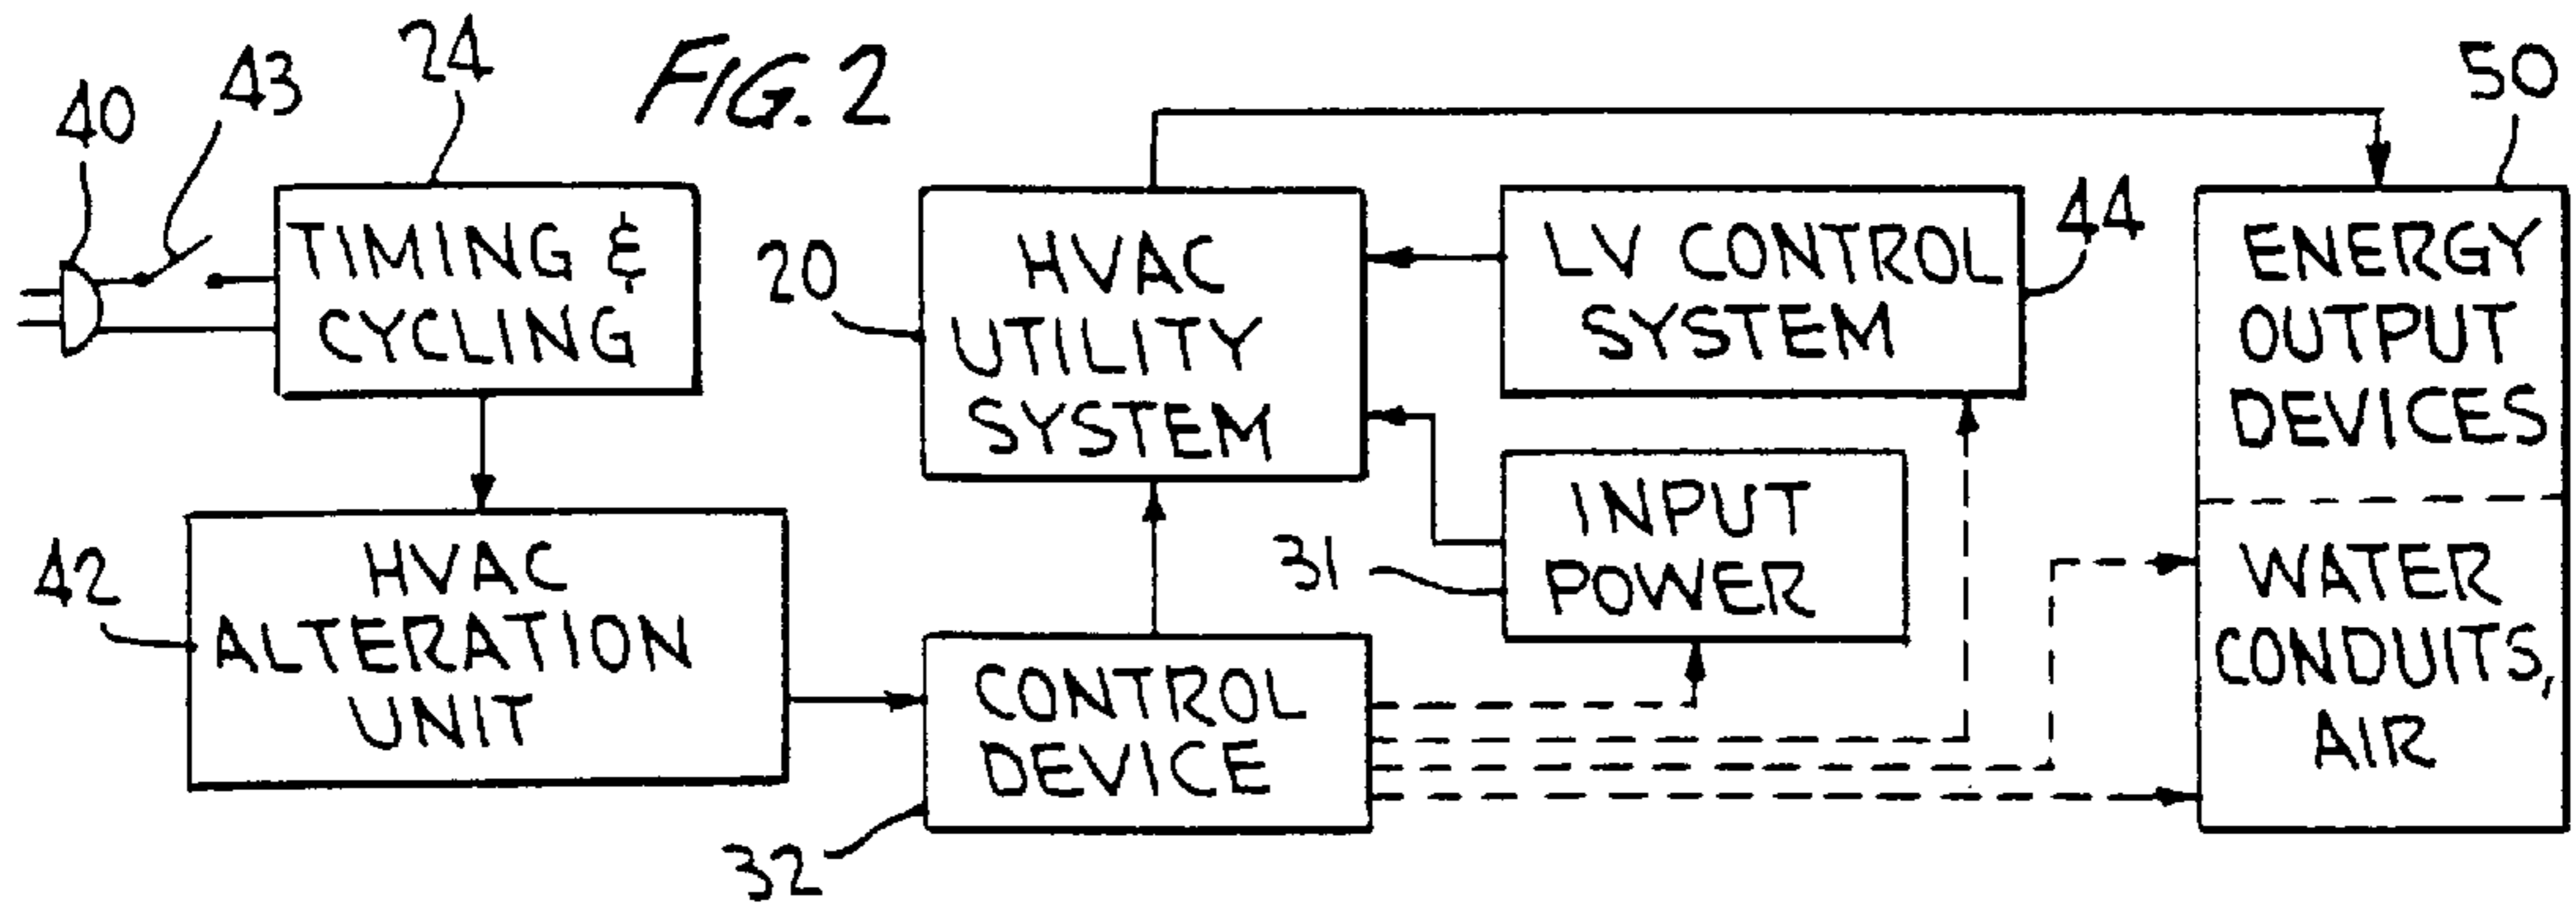 FIG. 2
40
43
24
TIMING &
CYCLING
42
HVAC
ALTERATION
UNIT
20
HVAC
UTILITY
SYSTEM
LV CONTROL
SYSTEM
44
31
INPUT
POWER
32
CONTROL
DEVICE
50
ENERGY
OUTPUT
DEVICES
WATER
CONDUITS,
AIR